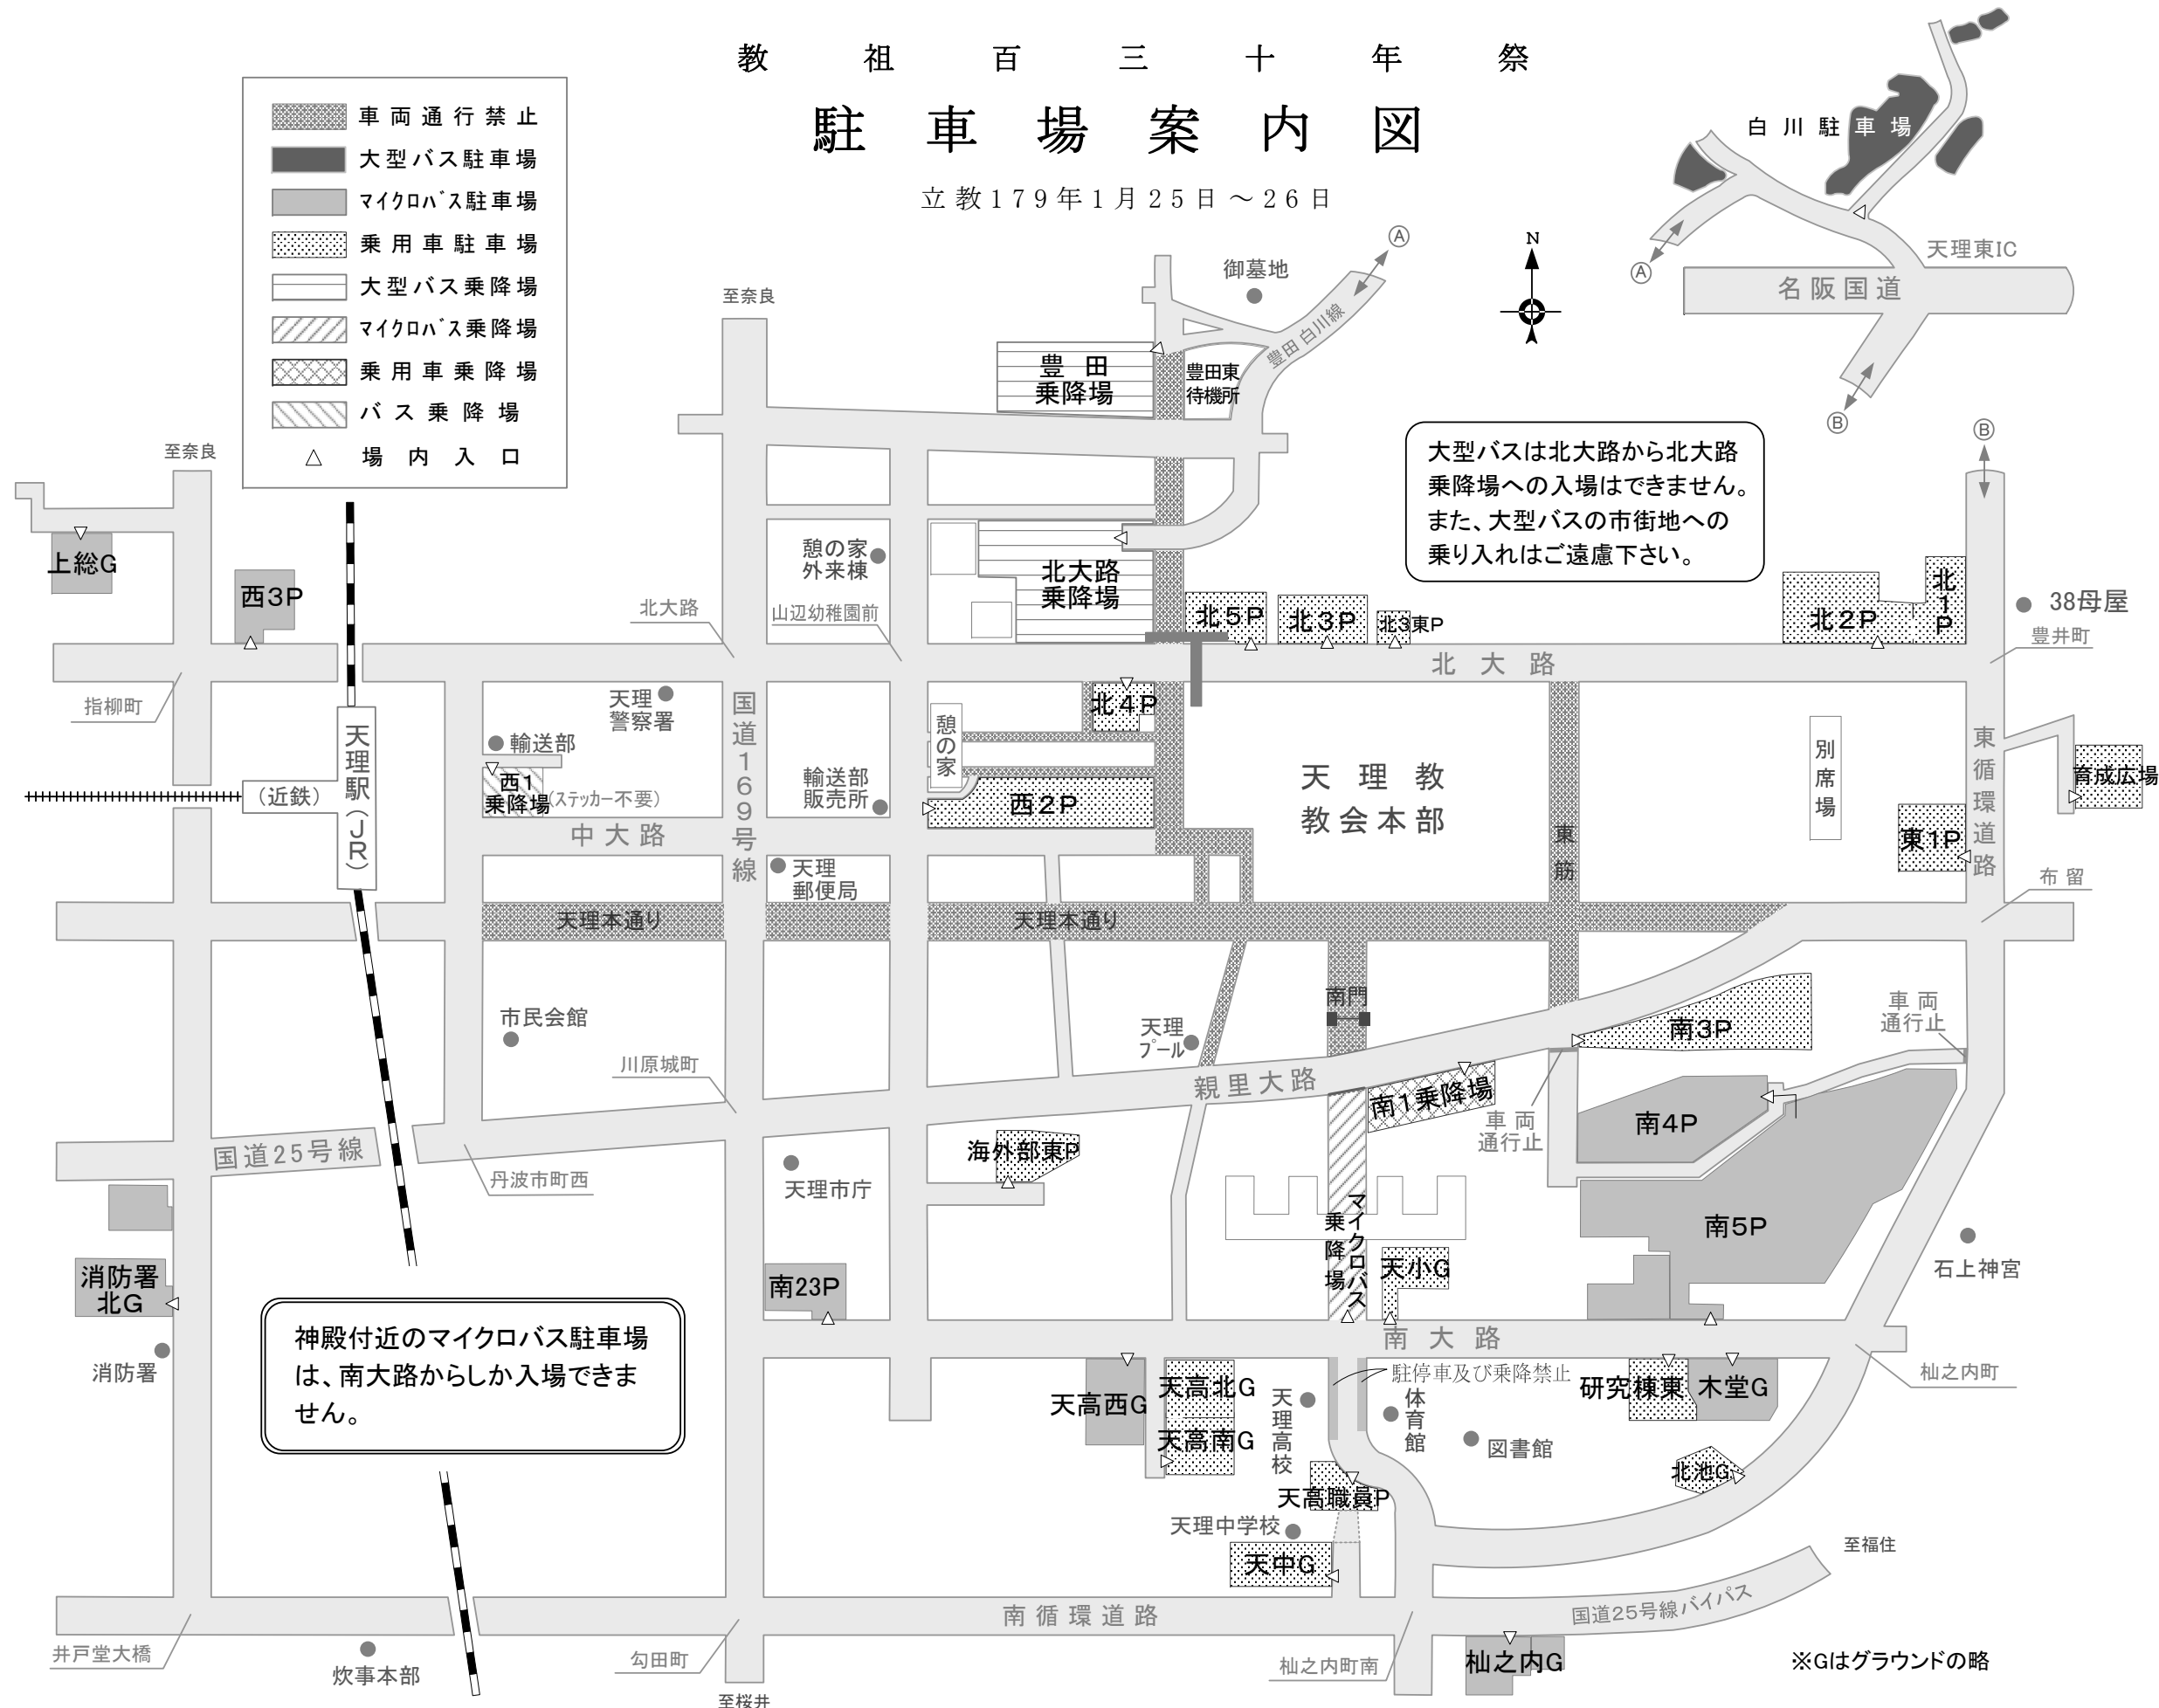 教祖百三十年祭
駐車場案内図
立教179年1月25日～26日
車両通行禁止
大型バス駐車場
ﾏｲｸﾛﾊﾞｽ駐車場
乗用車駐車場
大型バス乗降場
ﾏｲｸﾛﾊﾞｽ乗降場
乗用車乗降場
バス乗降場
△ 場内入口
白川駐車場
天理東IC
名阪国道
Ⓐ
Ⓐ
Ⓑ
Ⓑ
N
御墓地
豊田白川線
至奈良
至奈良
豊田
乗降場
豊田東
待機所
大型バスは北大路から北大路
乗降場への入場はできません。
また、大型バスの市街地への
乗り入れはご遠慮下さい。
上総G
西3P
憩の家
外来棟
北大路
山辺幼稚園前
北大路
乗降場
北5P
北3P
北3東P
北2P
北1P
38母屋
豊井町
北大路
指柳町
天理
警察署
国道169号線
憩の家
北4P
輸送部
天理駅(JR)
(近鉄)
西1
乗降場
(ステッカー不要)
輸送部
販売所
西2P
天理教
教会本部
別席場
東循環道路
育成広場
東1P
東筋
中大路
天理
郵便局
布留
天理本通り
天理本通り
市民会館
川原城町
天理
ﾌﾟｰﾙ
南門
南3P
車両
通行止
親里大路
南1乗降場
車両
通行止
南4P
国道25号線
丹波市町西
天理市庁
海外部東P
マイクロバス
乗降場
南5P
石上神宮
消防署
北G
南23P
天小G
消防署
神殿付近のマイクロバス駐車場
は、南大路からしか入場できま
せん。
南大路
駐停車及び乗降禁止
杣之内町
天高西G
天高北G
天高南G
天理高校
体育館
図書館
研究棟東
木堂G
北池G
天高職員P
天理中学校
天中G
至福住
国道25号線バイパス
南循環道路
井戸堂大橋
炊事本部
勾田町
至桜井
杣之内町南
杣之内G
※Gはグラウンドの略